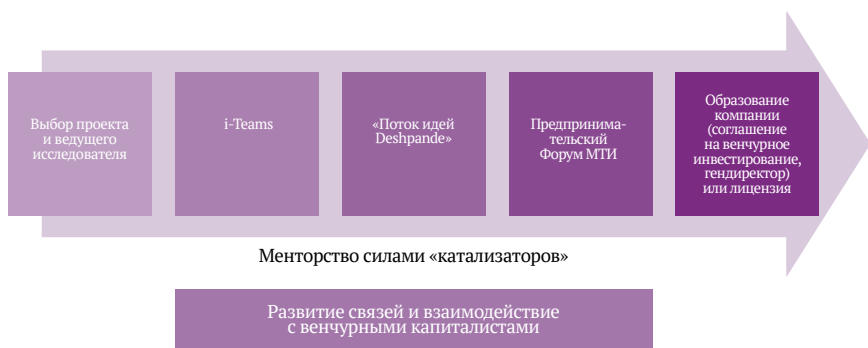 Выбор проекта
и ведущего
исследователя
i-Teams
«Поток идей
Deshpande»
Предпринима-
тельский
Форум МТИ
Образование
компании
(соглашение
на венчурное
инвестирование,
гендиректор)
или лицензия
Менторство силами «катализаторов»
Развитие связей и взаимодействие
с венчурными капиталистами